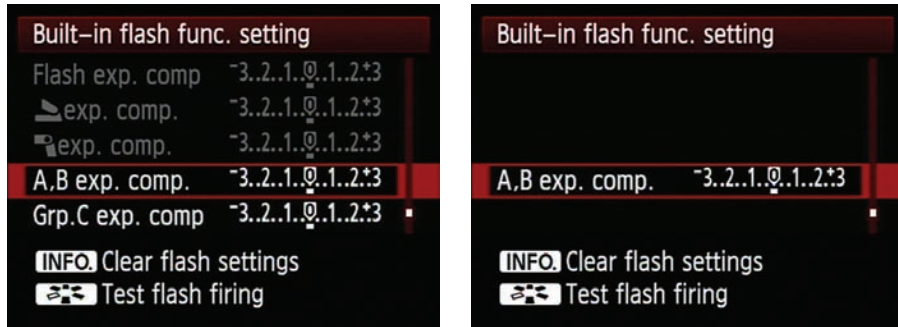 Built-in flash func. setting
Flash exp. comp -3..2..1..0..1..2..+3
exp. comp. -3..2..1..0..1..2..+3
exp. comp. -3..2..1..0..1..2..+3
A,B exp. comp. -3..2..1..0..1..2..+3
Grp.C exp. comp -3..2..1..0..1..2..+3
INFO. Clear flash settings
Test flash firing
Built-in flash func. setting
A,B exp. comp. -3..2..1..0..1..2..+3
INFO. Clear flash settings
Test flash firing